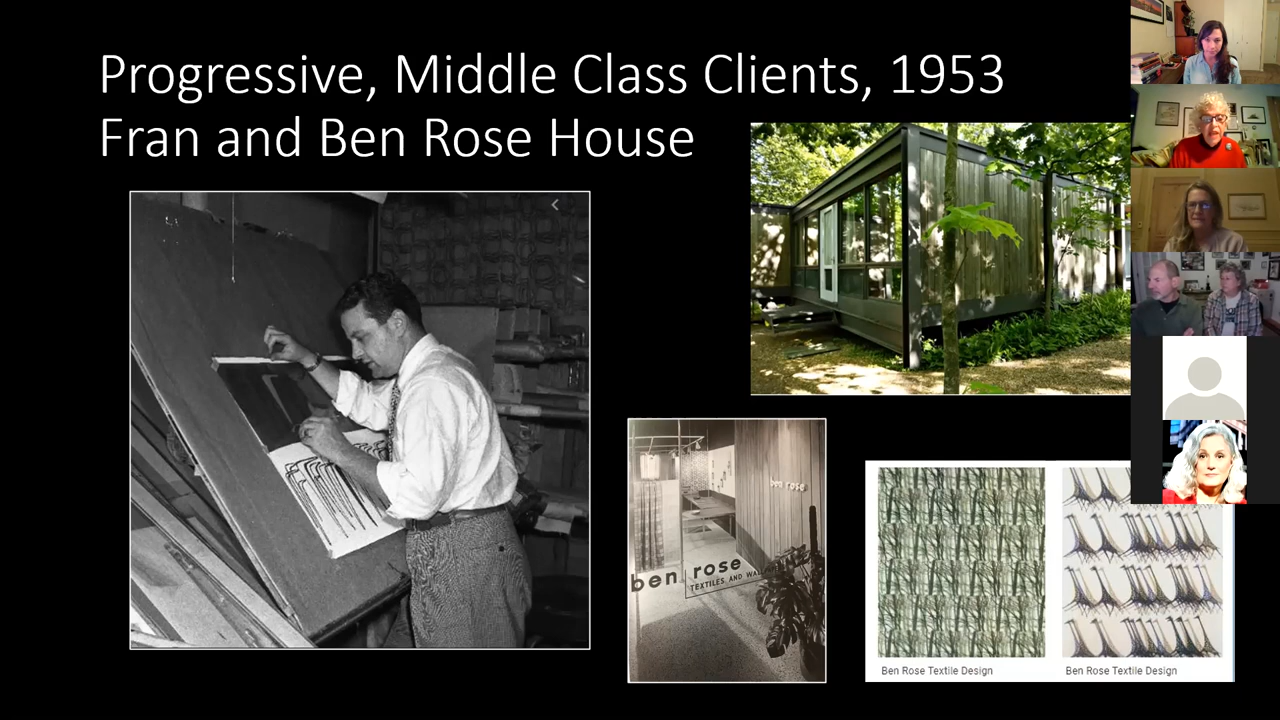 Progressive, Middle Class Clients, 1953
Fran and Ben Rose House
ben rose
ben rose
TEXTILES AND
Ben Rose Textile Design
Ben Rose Textile Design